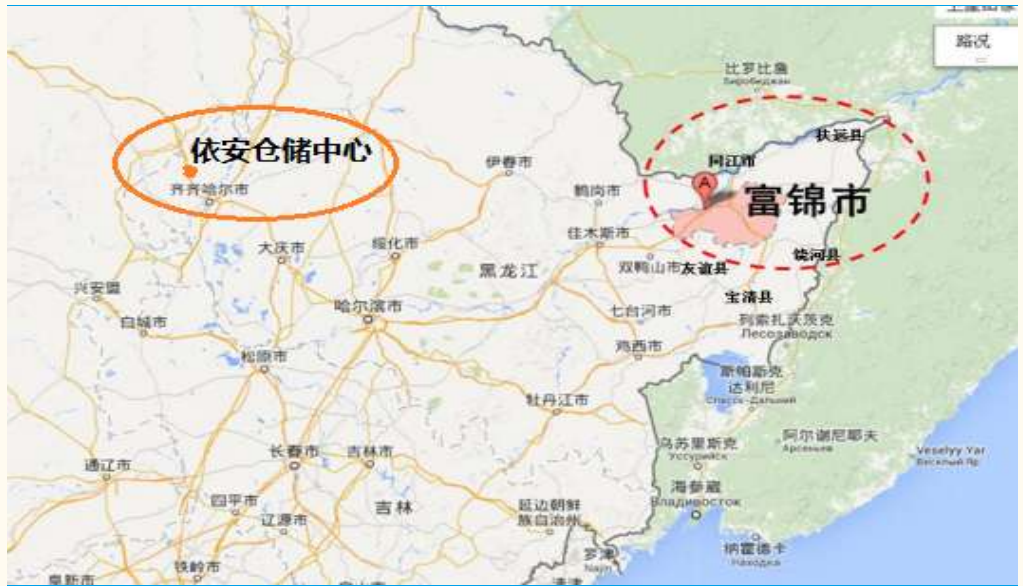 路况
比罗比詹
Биробиджан
扶远县
依安仓储中心
伊春市
同江市
A
齐齐哈尔市
鹤岗市
富锦市
佳木斯市
大庆市
绥化市
饶河县
黑龙江
双鸭山市
友谊县
兴安盟
宝清县
哈尔滨市
七台河市
白城市
列索扎沃茨克
Лесозаводск
松原市
鸡西市
斯帕斯克
达利尼
Спасск-Дальний
牡丹江市
乌苏里斯克
Уссурийск
阿尔谢尼耶夫
Арсеньев
长春市
吉林市
Veselyy Yar
Веселый Яр
通辽市
海参崴
Владивосток
四平市
吉林
延边朝鲜
族自治州
辽源市
纳霍德卡
Находка
罗津
Najin
铁岭市
阜新市
清津